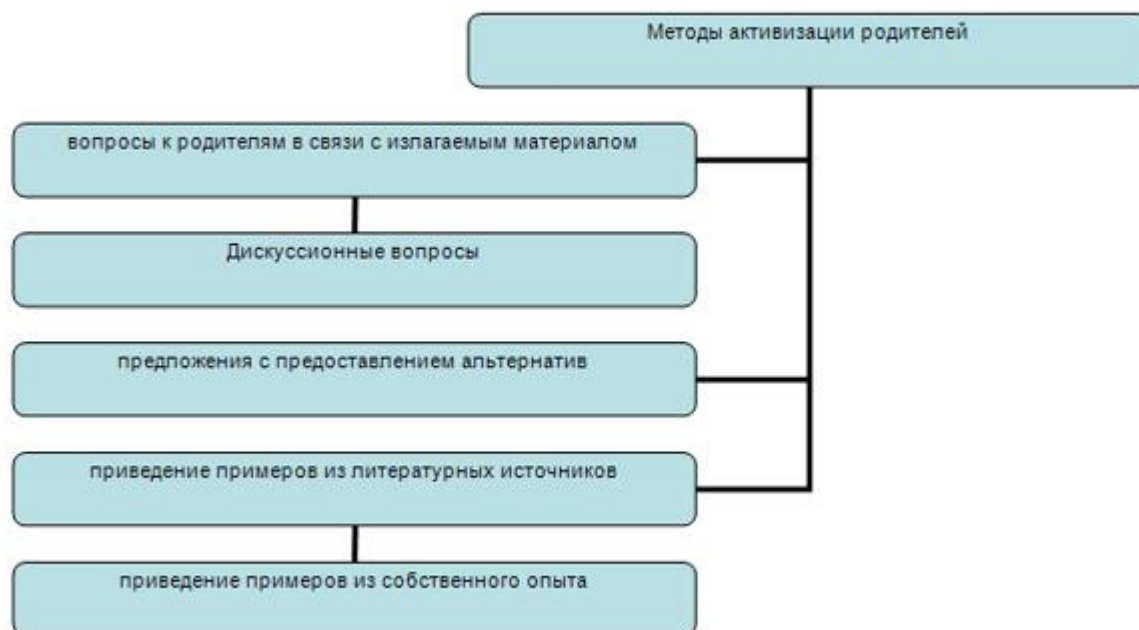 Методы активизации родителей
вопросы к родителям в связи с излагаемым материалом
Дискуссионные вопросы
предложения с предоставлением альтернатив
приведение примеров из литературных источников
приведение примеров из собственного опыта